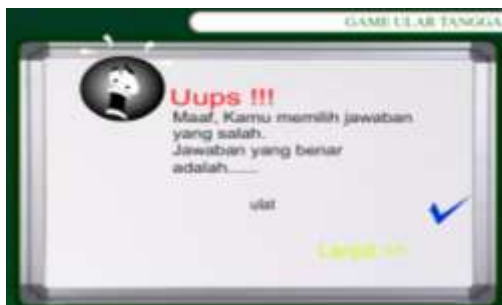 GAME ULAR TANGGA
Uups !!!
Maaf, Kamu memilih jawaban
yang salah.
Jawaban yang benar
adalah......
ulat
Lanjut >>